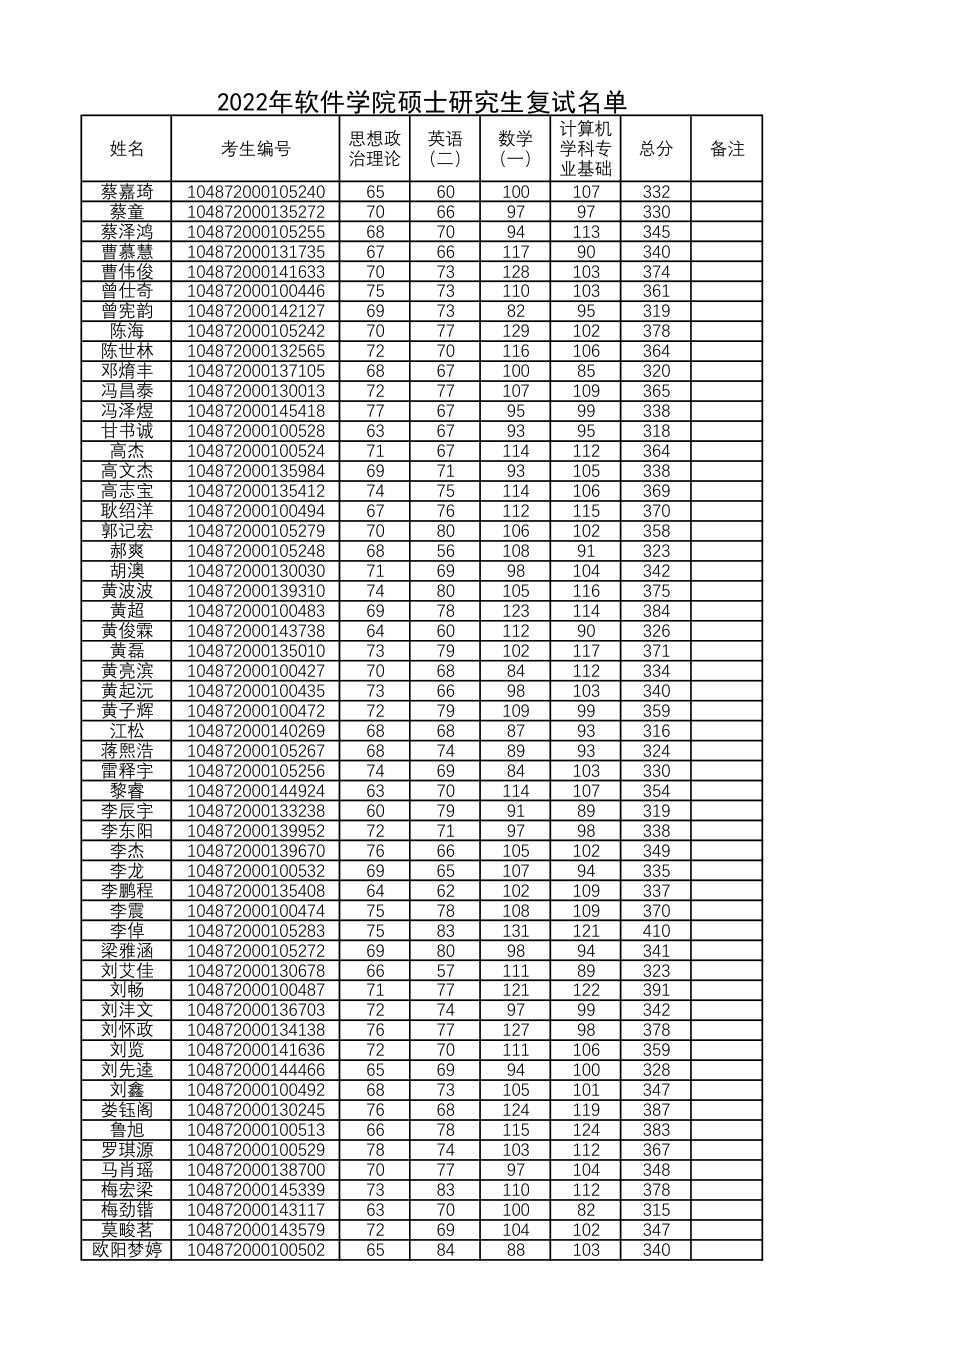 2022年软件学院硕士研究生复试名单
姓名 考生编号 思想政治理论 英语（二） 数学（一） 计算机学科专业基础 总分 备注
蔡嘉琦 104872000105240 65 60 100 107 332
蔡童 104872000135272 70 66 97 97 330
蔡泽鸿 104872000105255 68 70 94 113 345
曹慕慧 104872000131735 67 66 117 90 340
曹伟俊 104872000141633 70 73 128 103 374
曾仕奇 104872000100446 75 73 110 103 361
曾宪韵 104872000142127 69 73 82 95 319
陈海 104872000105242 70 77 129 102 378
陈世林 104872000132565 72 70 116 106 364
邓堉丰 104872000137105 68 67 100 85 320
冯昌泰 104872000130013 72 77 107 109 365
冯泽煜 104872000145418 77 67 95 99 338
甘书诚 104872000100528 63 67 93 95 318
高杰 104872000100524 71 67 114 112 364
高文杰 104872000135984 69 71 93 105 338
高志宝 104872000135412 74 75 114 106 369
耿绍洋 104872000100494 67 76 112 115 370
郭记宏 104872000105279 70 80 106 102 358
郝爽 104872000105248 68 56 108 91 323
胡澳 104872000130030 71 69 98 104 342
黄波波 104872000139310 74 80 105 116 375
黄超 104872000100483 69 78 123 114 384
黄俊霖 104872000143738 64 60 112 90 326
黄磊 104872000135010 73 79 102 117 371
黄亮滨 104872000100427 70 68 84 112 334
黄起沅 104872000100435 73 66 98 103 340
黄子辉 104872000100472 72 79 109 99 359
江松 104872000140269 68 68 87 93 316
蒋熙浩 104872000105267 68 74 89 93 324
雷释宇 104872000105256 74 69 84 103 330
黎睿 104872000144924 63 70 114 107 354
李辰宇 104872000133238 60 79 91 89 319
李东阳 104872000139952 72 71 97 98 338
李杰 104872000139670 76 66 105 102 349
李龙 104872000100532 69 65 107 94 335
李鹏程 104872000135408 64 62 102 109 337
李震 104872000100474 75 78 108 109 370
李倬 104872000105283 75 83 131 121 410
梁雅涵 104872000105272 69 80 98 94 341
刘艾佳 104872000130678 66 57 111 89 323
刘畅 104872000100487 71 77 121 122 391
刘沣文 104872000136703 72 74 97 99 342
刘怀政 104872000134138 76 77 127 98 378
刘览 104872000141636 72 70 111 106 359
刘先逵 104872000144466 65 69 94 100 328
刘鑫 104872000100492 68 73 105 101 347
娄钰阁 104872000130245 76 68 124 119 387
鲁旭 104872000100513 66 78 115 124 383
罗琪源 104872000100529 78 74 103 112 367
马肖瑶 104872000138700 70 77 97 104 348
梅宏梁 104872000145339 73 83 110 112 378
梅劲锴 104872000143117 63 70 100 82 315
莫畯茗 104872000143579 72 69 104 102 347
欧阳梦婷 104872000100502 65 84 88 103 340